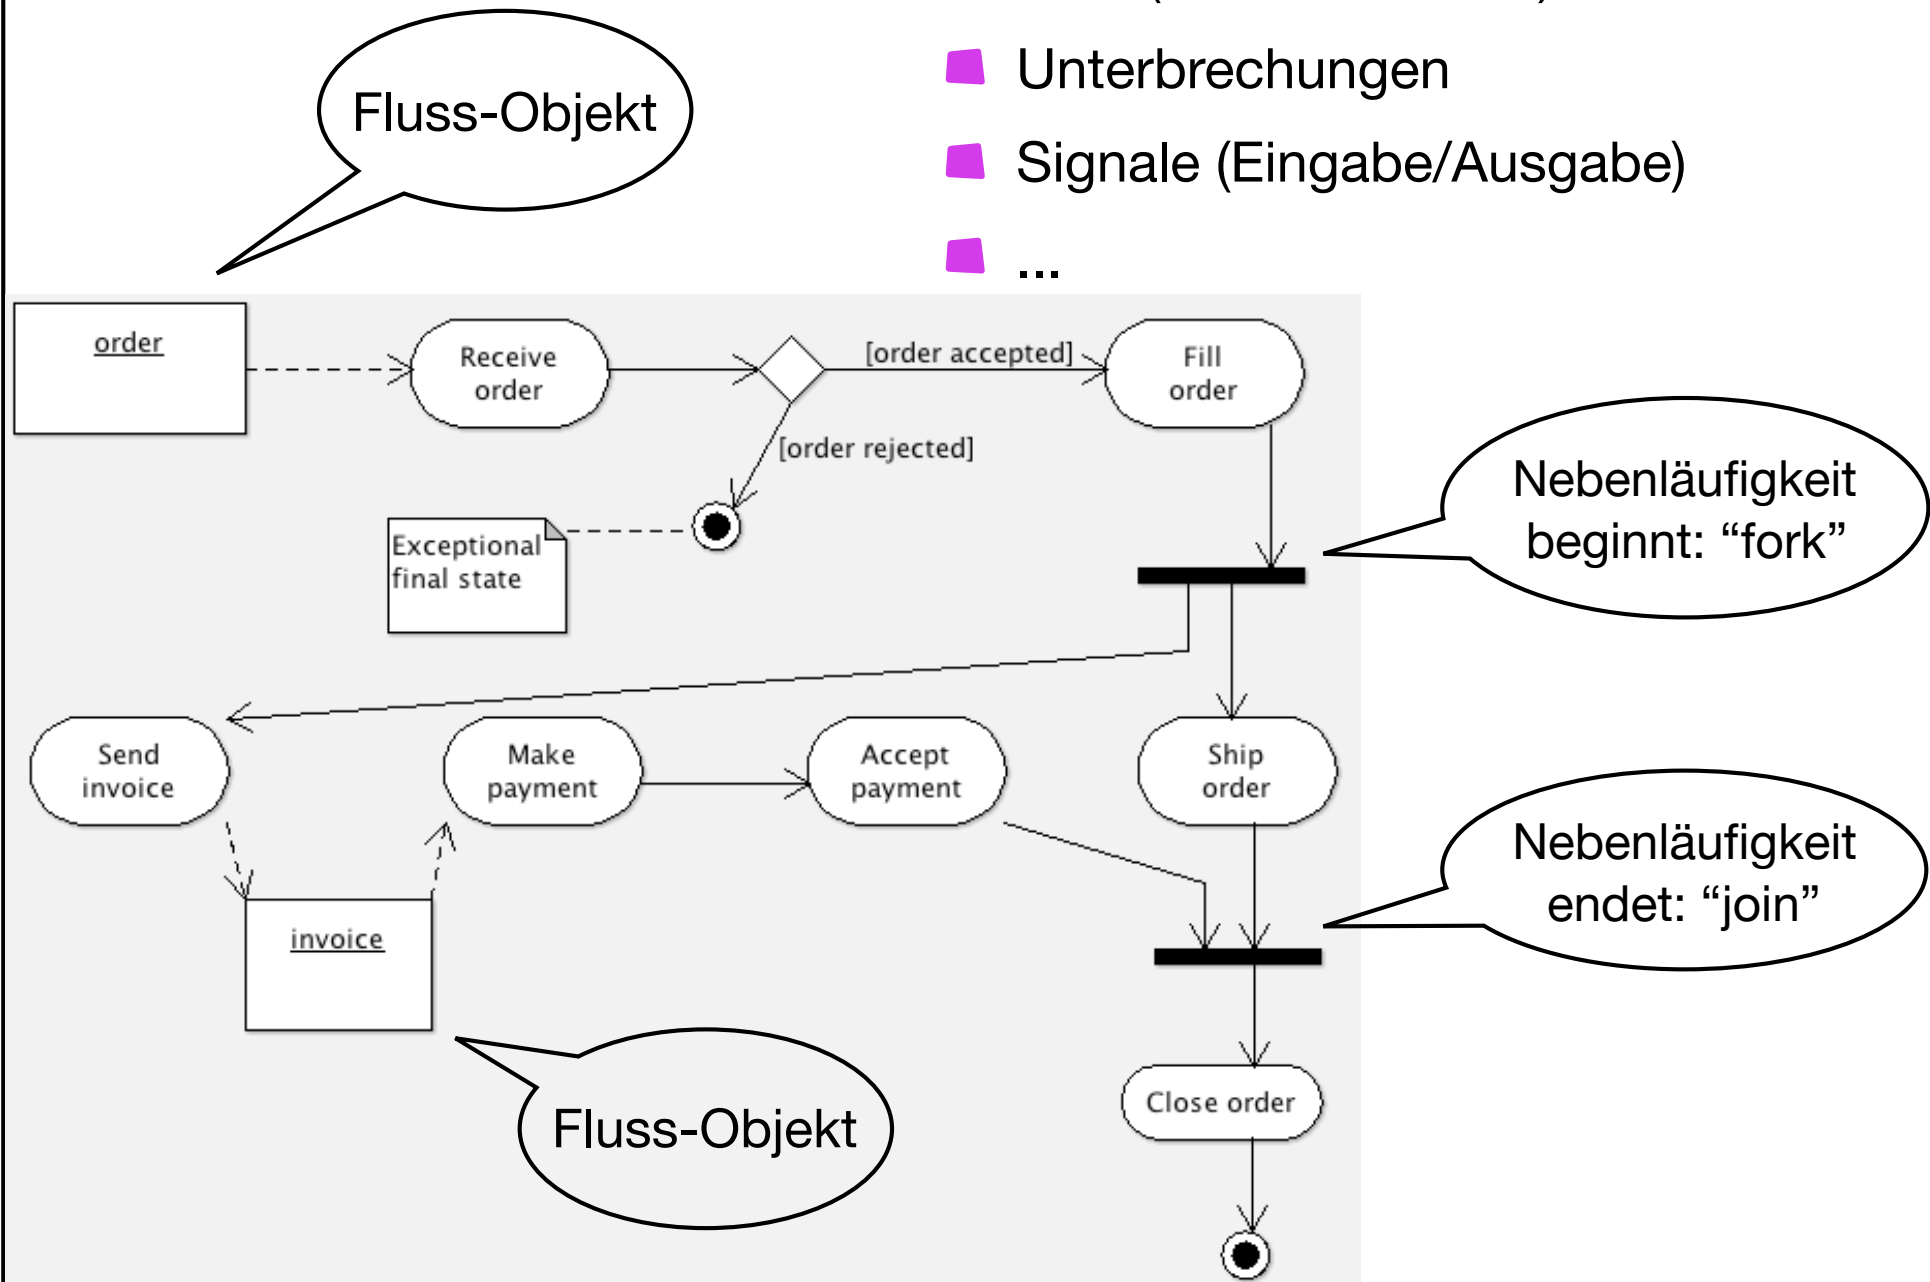 Unterbrechungen
Fluss-Objekt
Signale (Eingabe/Ausgabe)
...
order
Receive
order
[order accepted]
Fill
order
[order rejected]
Exceptional
final state
Nebenläufigkeit
beginnt: “fork”
Send
invoice
Make
payment
Accept
payment
Ship
order
Nebenläufigkeit
endet: “join”
invoice
Fluss-Objekt
Close order